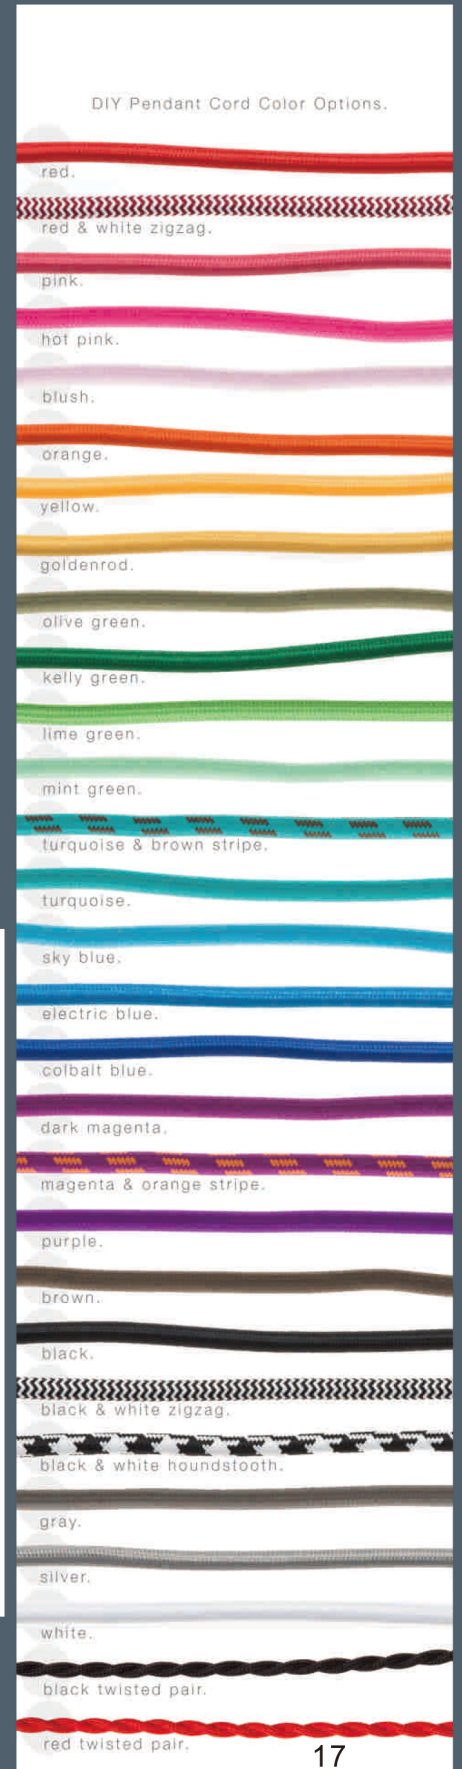 DIY Pendant Cord Color Options.
red.
red & white zigzag.
pink.
hot pink.
blush.
orange.
yellow.
goldenrod.
olive green.
kelly green.
lime green.
mint green.
turquoise & brown stripe.
turquoise.
sky blue.
electric blue.
colbalt blue.
dark magenta.
magenta & orange stripe.
purple.
brown.
black.
black & white zigzag.
black & white houndstooth.
gray.
silver.
white.
black twisted pair.
red twisted pair.
17